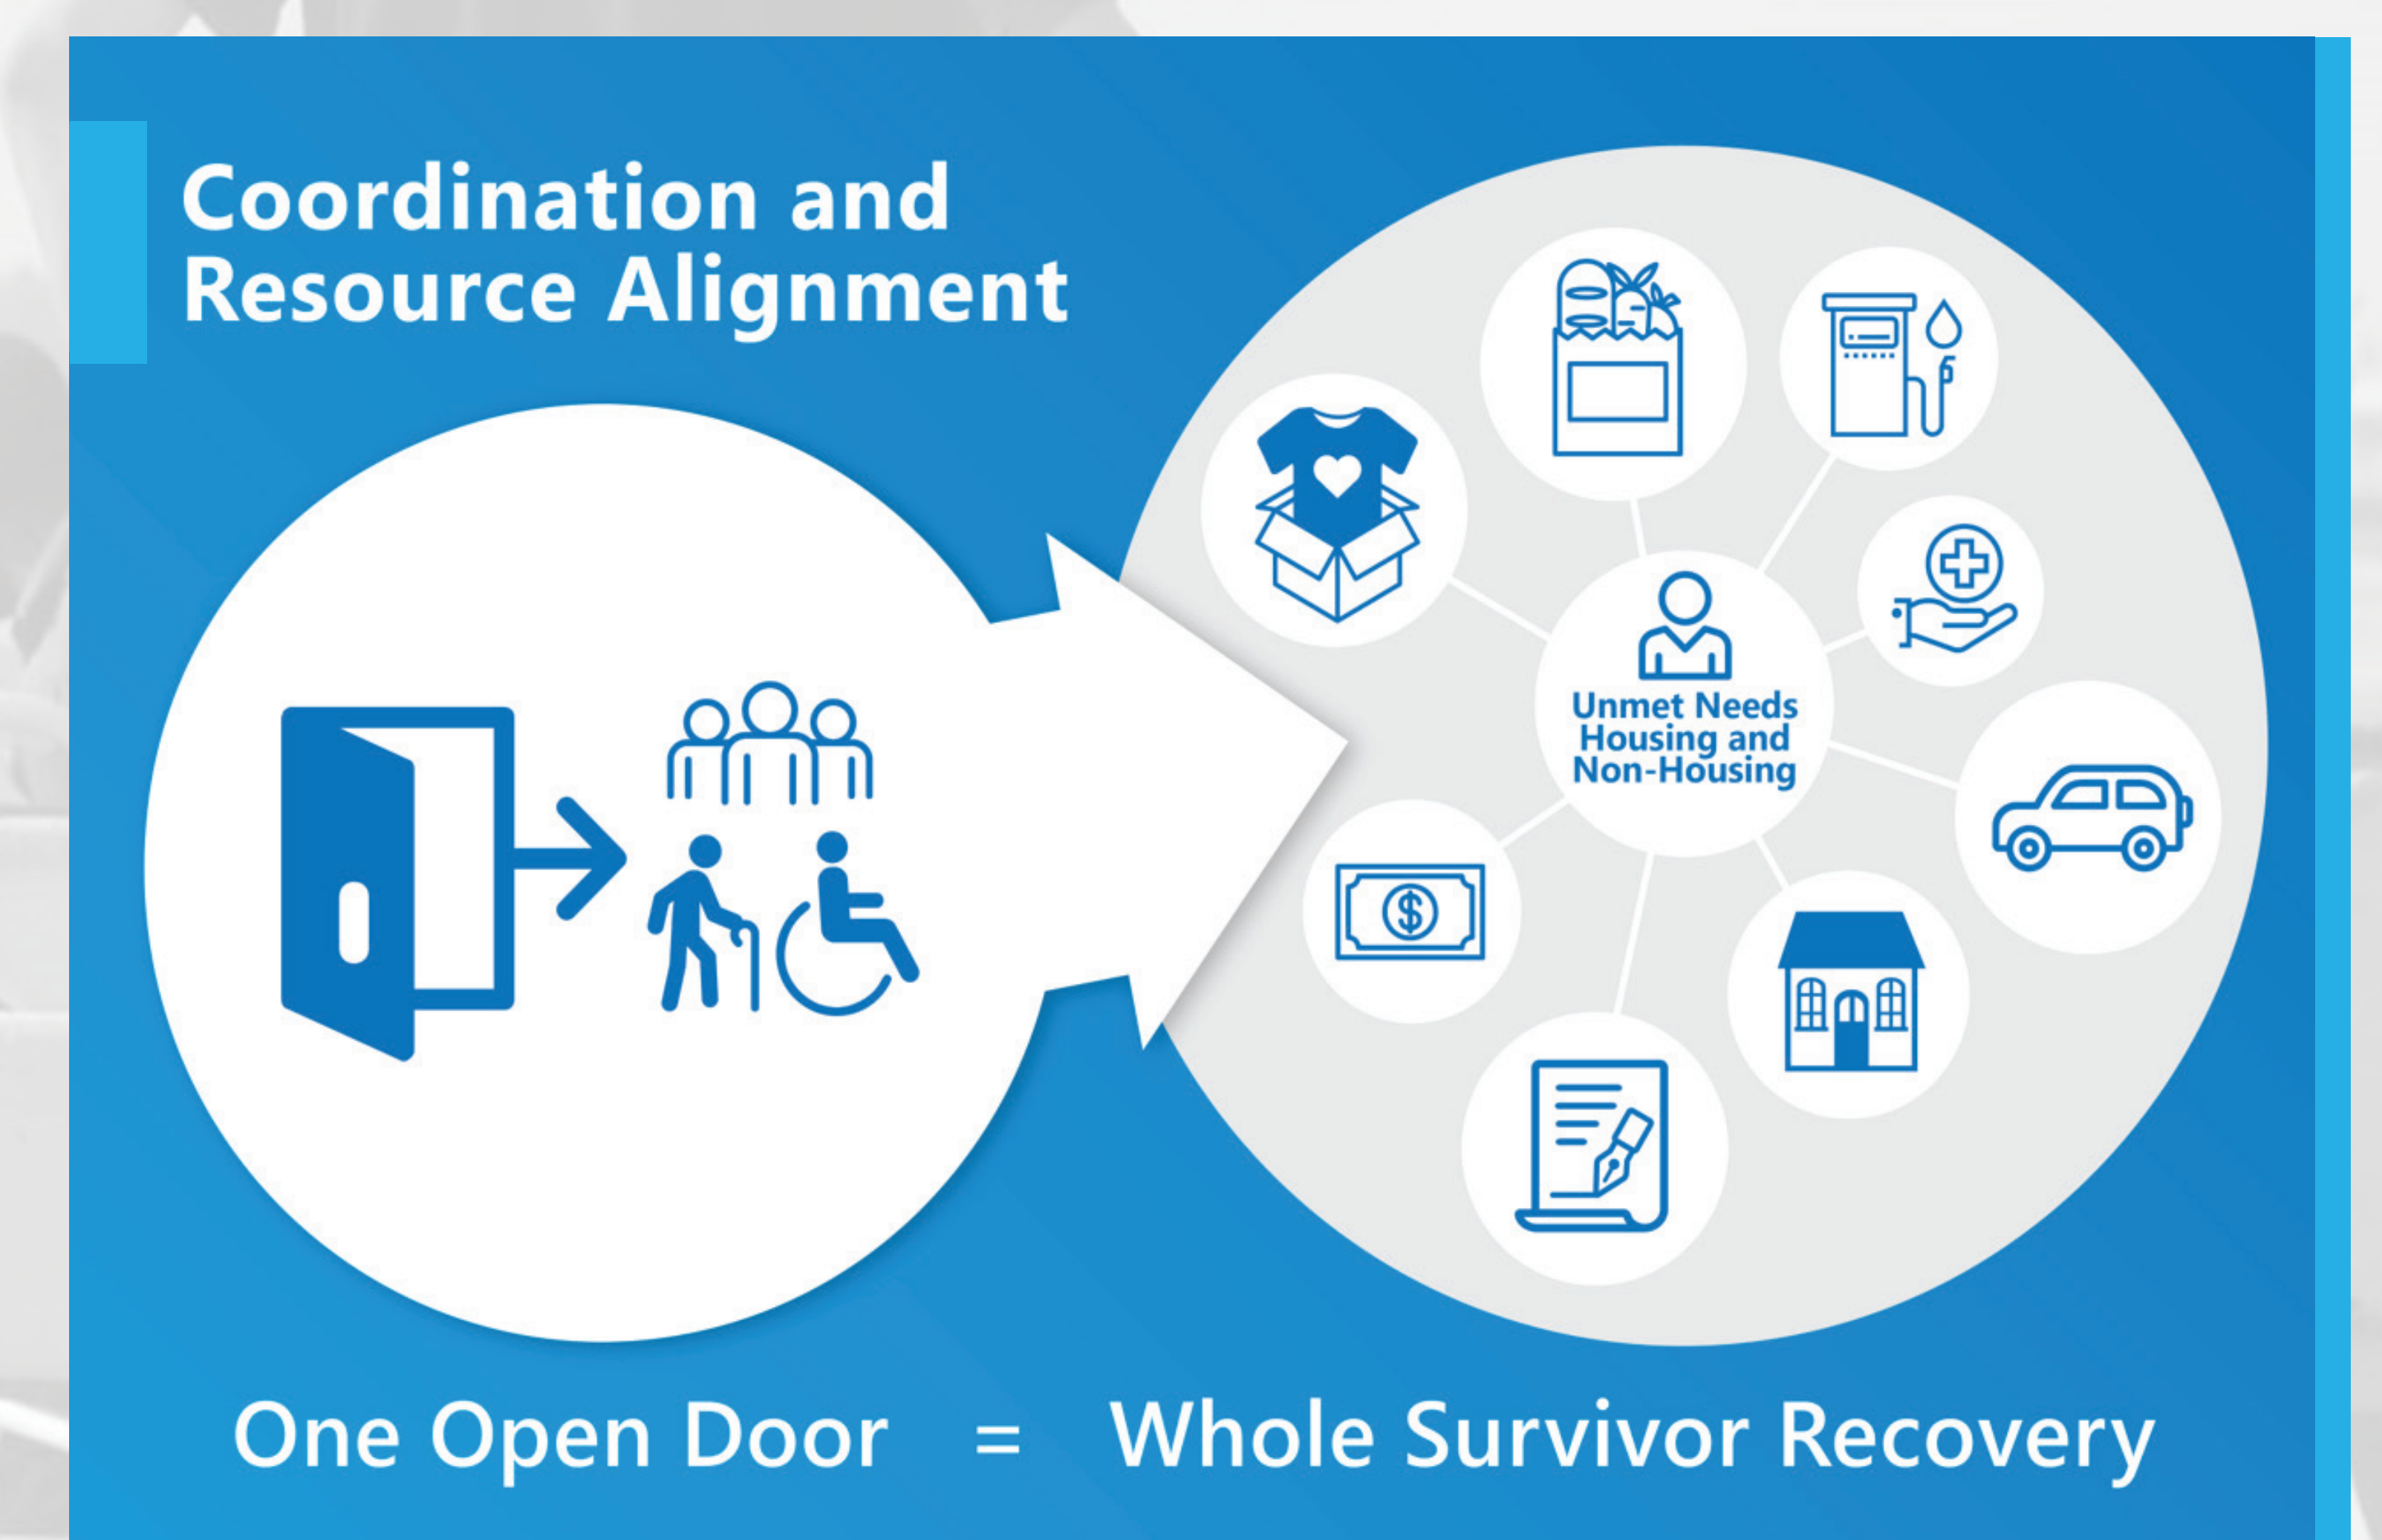 Coordination and
Resource Alignment
Unmet Needs
Housing and
Non-Housing
$
One Open Door = Whole Survivor Recovery